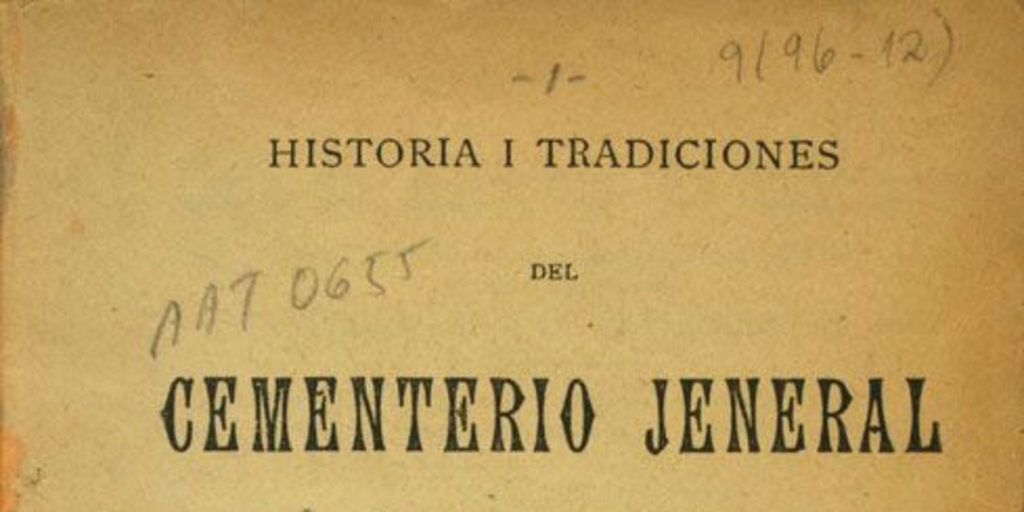 -1-
9(96-12)
HISTORIA I TRADICIONES
DEL
AAT 0655
CEMENTERIO JENERAL